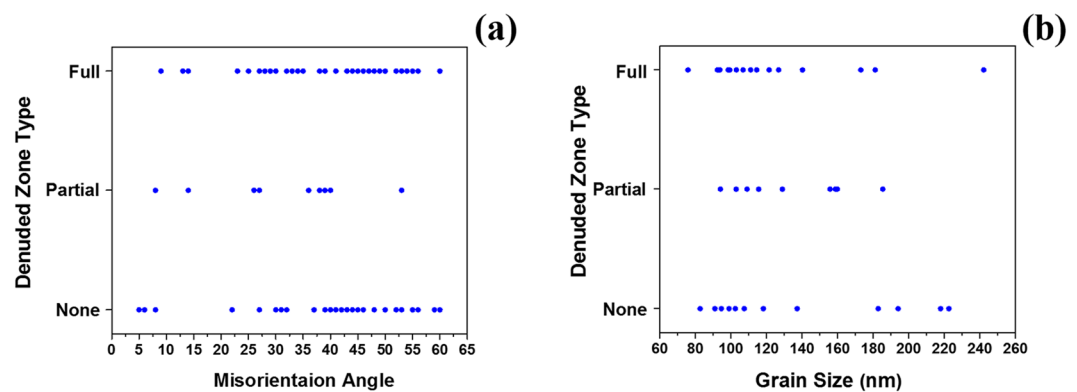 (a)
Denuded Zone Type
Full
Partial
None
0 5 10 15 20 25 30 35 40 45 50 55 60 65
Misorientaion Angle
(b)
Denuded Zone Type
Full
Partial
None
60 80 100 120 140 160 180 200 220 240 260
Grain Size (nm)